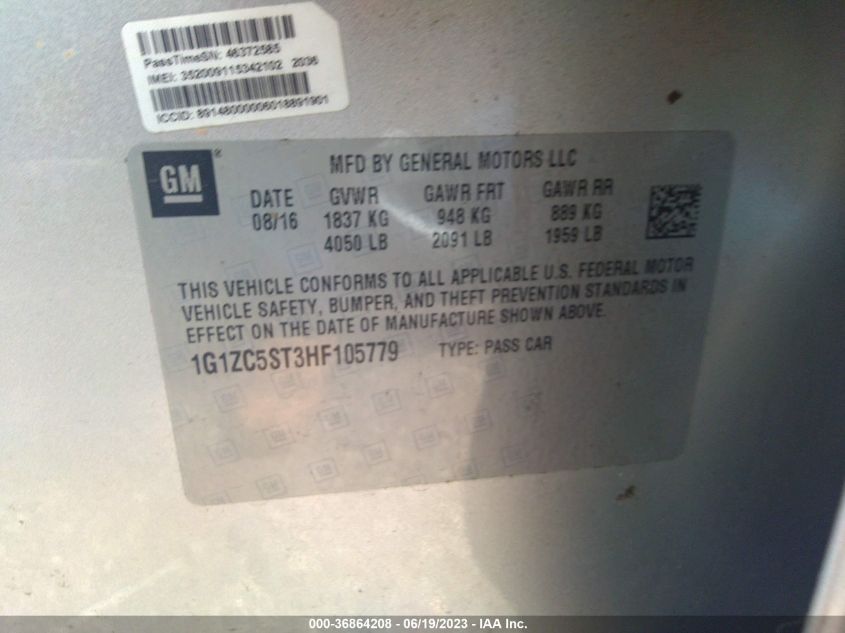 PassTimeSN: 48372585
IMEI: 352009115342102 2036
ICCID: 89148000006018891901
GM®
MFD BY GENERAL MOTORS LLC
DATE GVWR GAWR FRT GAWR RR
08/16 1837 KG 948 KG 889 KG
4050 LB 2091 LB 1959 LB
THIS VEHICLE CONFORMS TO ALL APPLICABLE U.S. FEDERAL MOTOR
VEHICLE SAFETY, BUMPER, AND THEFT PREVENTION STANDARDS IN
EFFECT ON THE DATE OF MANUFACTURE SHOWN ABOVE.
1G1ZC5ST3HF105779 TYPE: PASS CAR
000-36864208 - 06/19/2023 - IAA Inc.